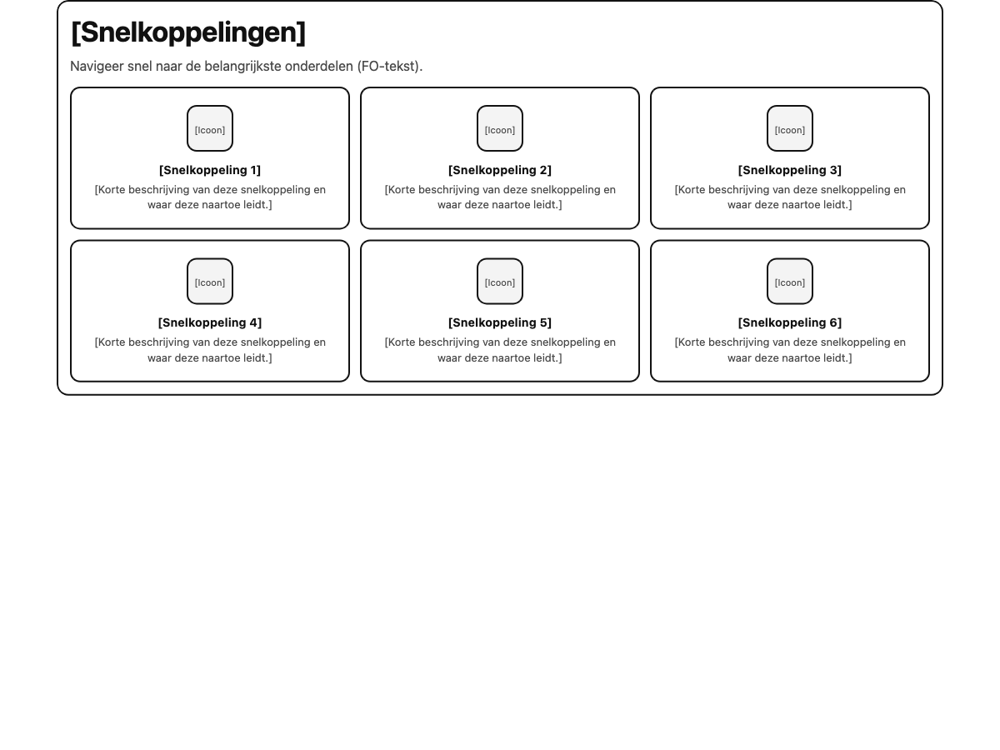 [Snelkoppelingen]
Navigeer snel naar de belangrijkste onderdelen (FO-tekst).
[Icoon]
[Snelkoppeling 1]
[Korte beschrijving van deze snelkoppeling en
waar deze naartoe leidt.]
[Icoon]
[Snelkoppeling 2]
[Korte beschrijving van deze snelkoppeling en
waar deze naartoe leidt.]
[Icoon]
[Snelkoppeling 3]
[Korte beschrijving van deze snelkoppeling en
waar deze naartoe leidt.]
[Icoon]
[Snelkoppeling 4]
[Korte beschrijving van deze snelkoppeling en
waar deze naartoe leidt.]
[Icoon]
[Snelkoppeling 5]
[Korte beschrijving van deze snelkoppeling en
waar deze naartoe leidt.]
[Icoon]
[Snelkoppeling 6]
[Korte beschrijving van deze snelkoppeling en
waar deze naartoe leidt.]